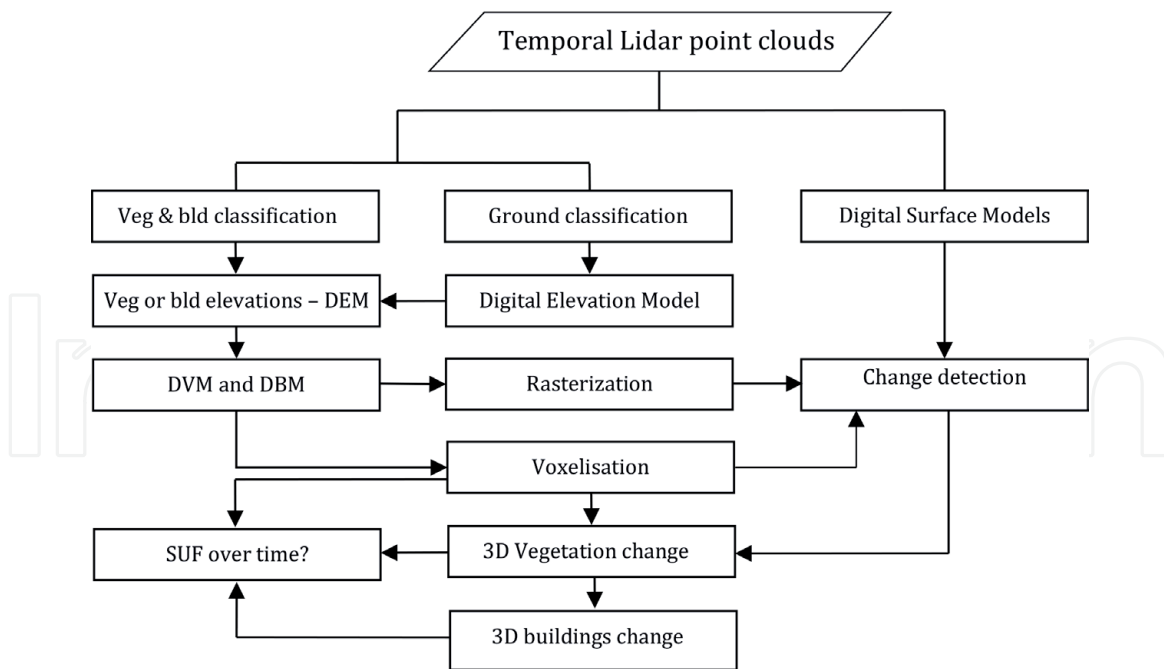 Temporal Lidar point clouds
Veg & bld classification
Ground classification
Digital Surface Models
Veg or bld elevations – DEM
Digital Elevation Model
DVM and DBM
Rasterization
Change detection
Voxelisation
SUF over time?
3D Vegetation change
3D buildings change